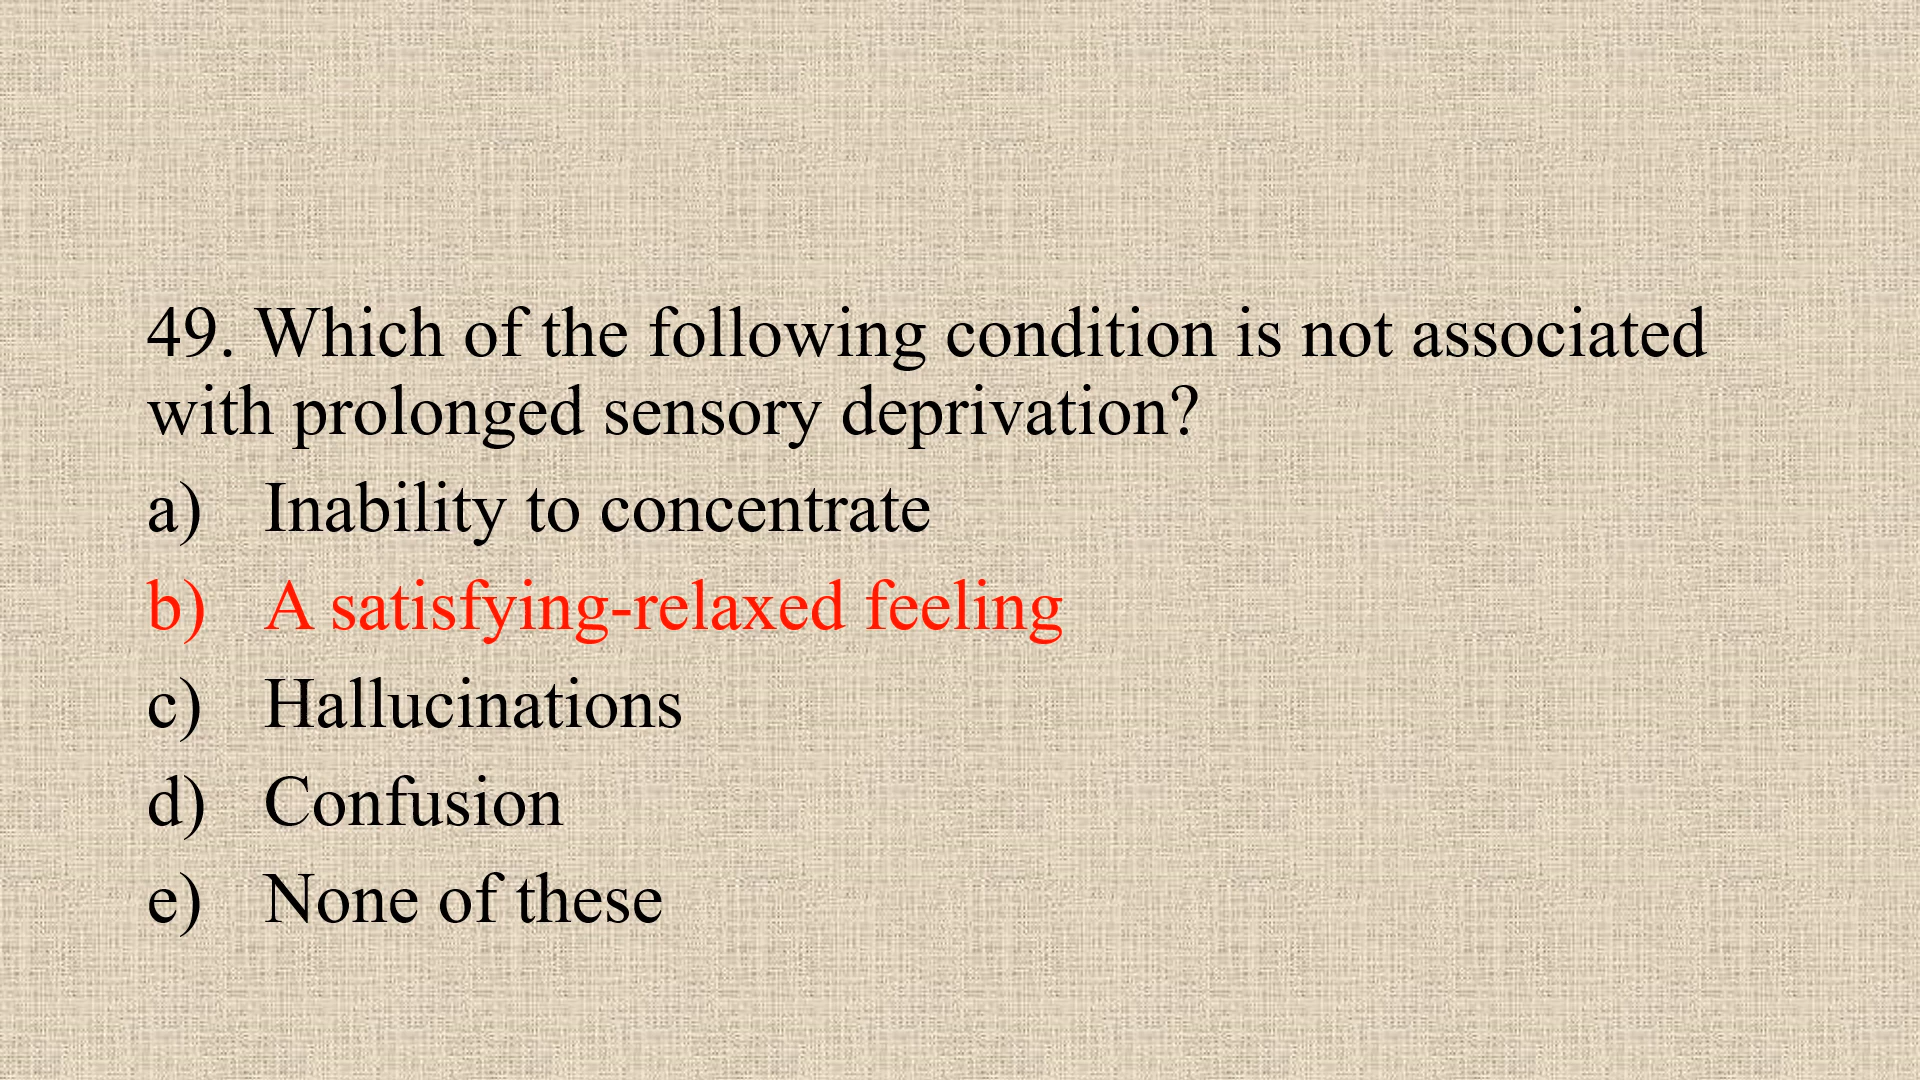 49. Which of the following condition is not associated
with prolonged sensory deprivation?
a) Inability to concentrate
b) A satisfying-relaxed feeling
c) Hallucinations
d) Confusion
e) None of these